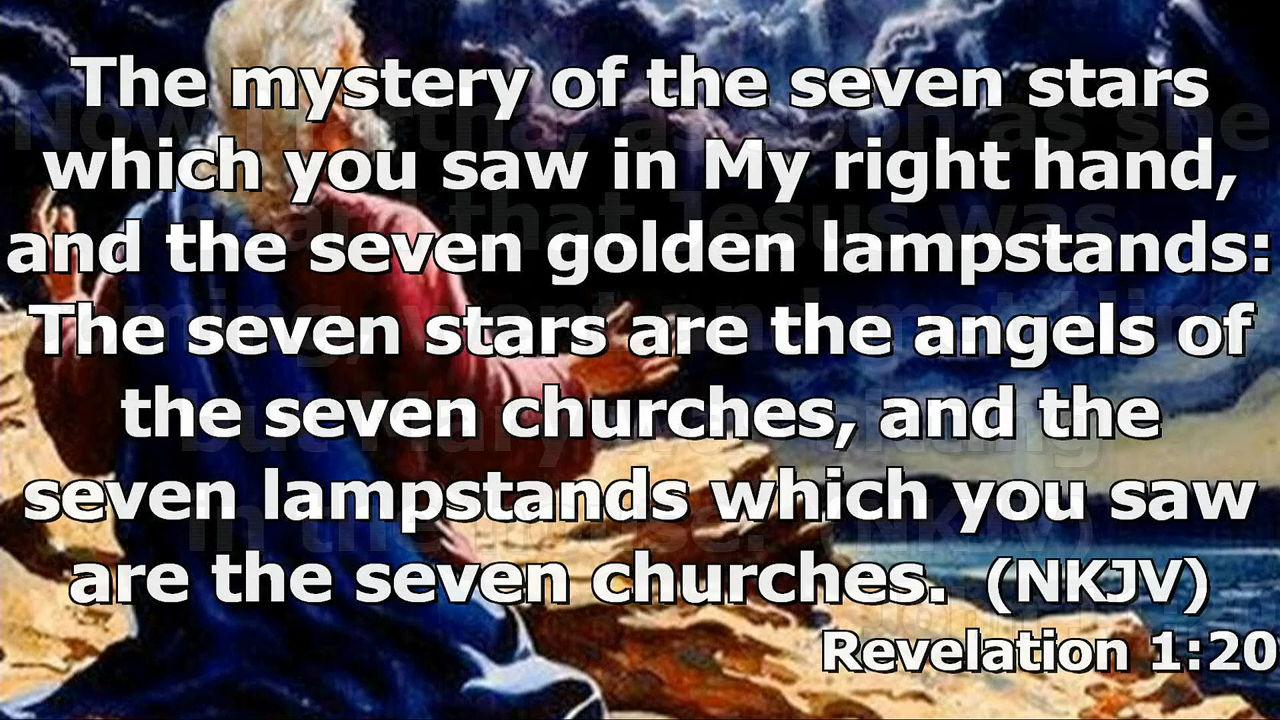 The mystery of the seven stars
which you saw in My right hand,
and the seven golden lampstands:
The seven stars are the angels of
the seven churches, and the
seven lampstands which you saw
are the seven churches. (NKJV)
Revelation 1:20